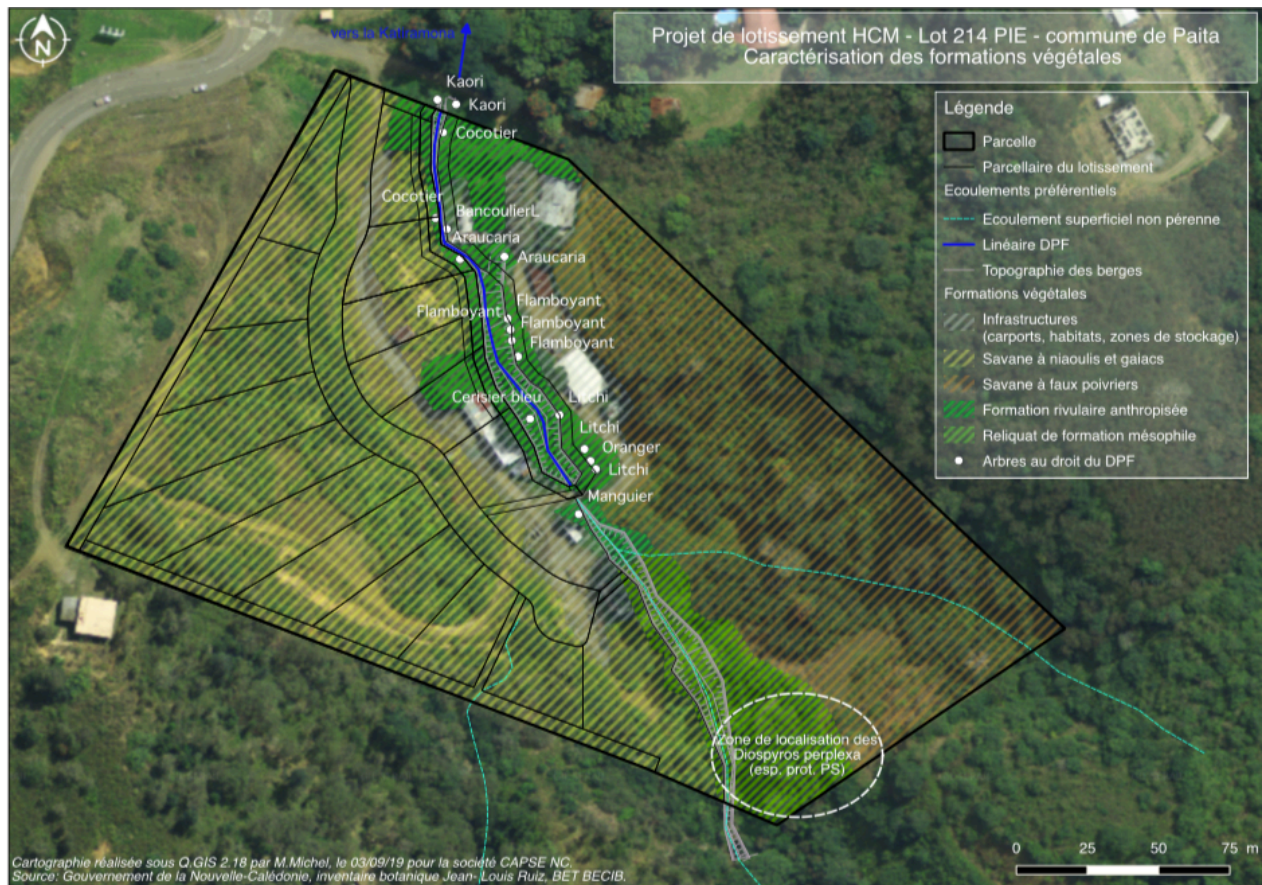 N
vers la Katiramona
Projet de lotissement HCM - Lot 214 PIE - commune de Paita
Caractérisation des formations végétales
Kaori
Kaori
Cocotier
Cocotier
BancoulierL
Araucaria
Araucaria
Flamboyant
Flamboyant
Flamboyant
Flamboyant
Cerisier bleu
Litchi
Litchi
Oranger
Litchi
Manguier
Zone de localisation des
Diospyros perplexa
(esp. prot. PS)
Légende
Parcelle
Parcellaire du lotissement
Ecoulements préférentiels
Ecoulement superficiel non pérenne
Linéaire DPF
Topographie des berges
Formations végétales
Infrastructures
(carports, habitats, zones de stockage)
Savane à niaoulis et gaiacs
Savane à faux poivriers
Formation rivulaire anthropisée
Reliquat de formation mésophile
Arbres au droit du DPF
Cartographie réalisée sous Q.GIS 2.18 par M.Michel, le 03/09/19 pour la société CAPSE NC.
Source: Gouvernement de la Nouvelle-Calédonie, inventaire botanique Jean- Louis Ruiz, BET BECIB.
0 25 50 75 m